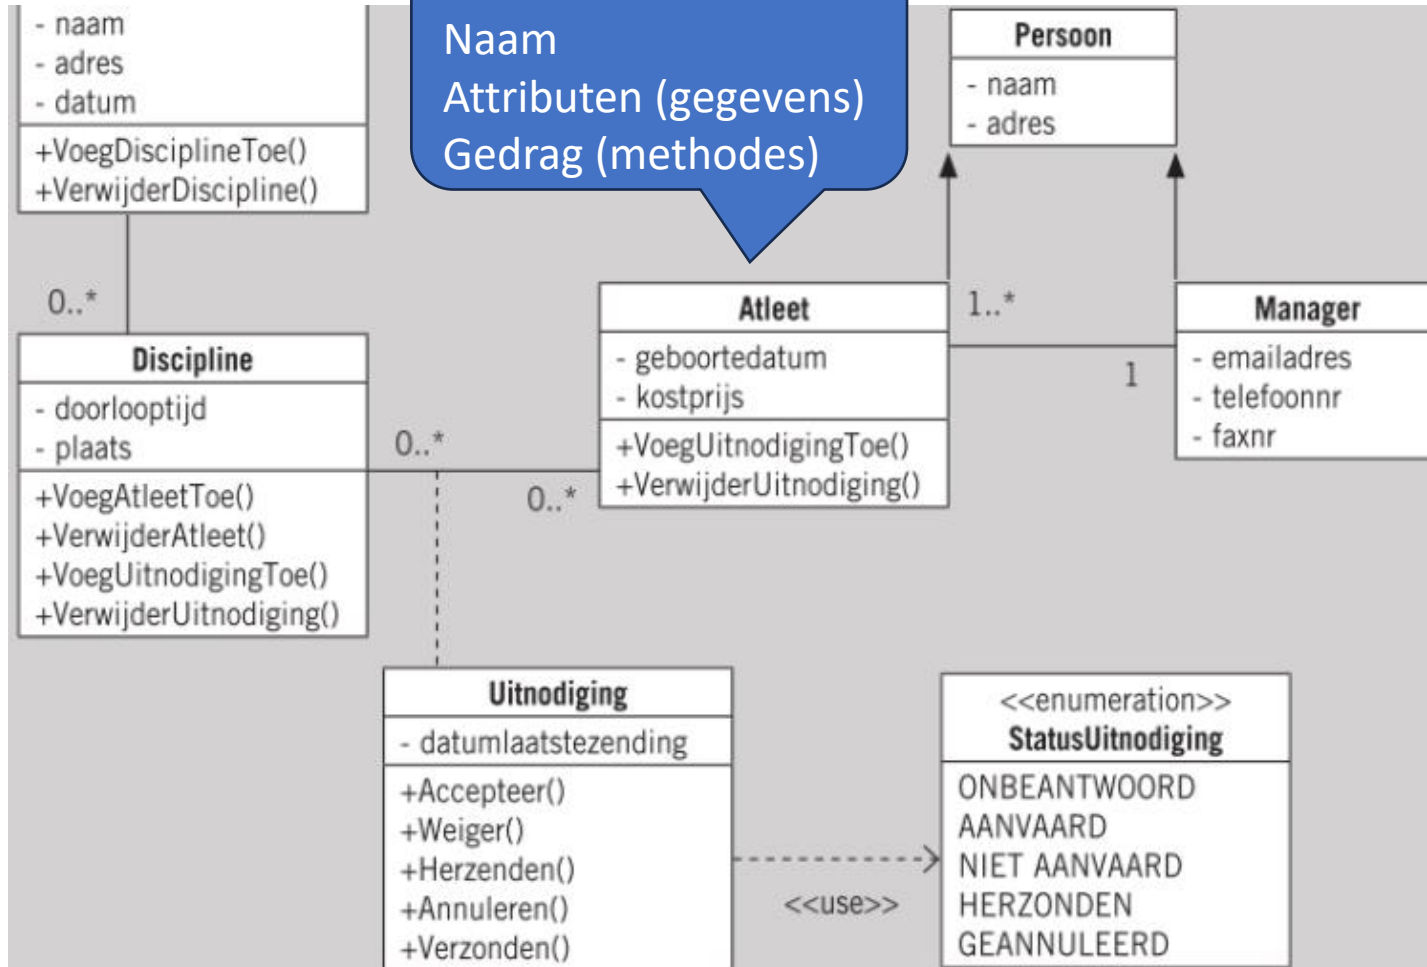 - naam
- adres
- datum
+VoegDisciplineToe()
+VerwijderDiscipline()
Naam
Attributen (gegevens)
Gedrag (methodes)
Persoon
- naam
- adres
0..*
Discipline
- doorlooptijd
- plaats
+VoegAtleetToe()
+VerwijderAtleet()
+VoegUitnodigingToe()
+VerwijderUitnodiging()
0..*
0..*
Atleet
- geboortedatum
- kostprijs
+VoegUitnodigingToe()
+VerwijderUitnodiging()
1..*
1
Manager
- emailadres
- telefoonnr
- faxnr
Uitnodiging
- datumlaatstezending
+Accepteer()
+Weiger()
+Herzenden()
+Annuleren()
+Verzonden()
<<use>>
<<enumeration>>
StatusUitnodiging
ONBEANTWOORD
AANVAARD
NIET AANVAARD
HERZONDEN
GEANNULEERD